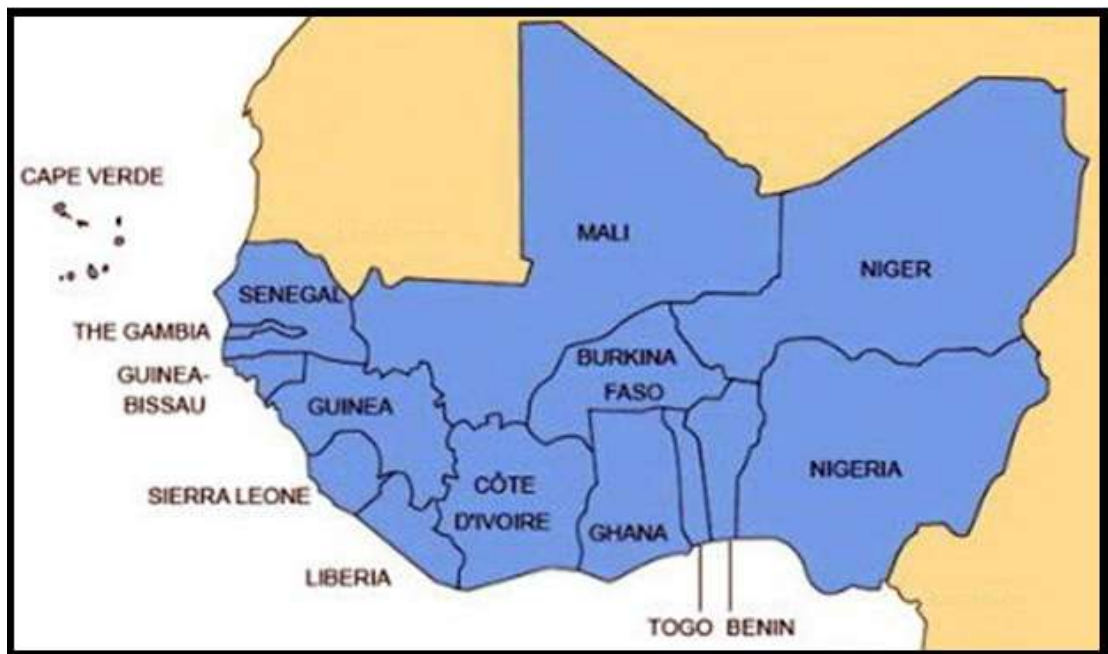 CAPE VERDE
MALI
NIGER
SENEGAL
THE GAMBIA
GUINEA-
BISSAU
BURKINA
FASO
GUINEA
NIGERIA
CÔTE
D'IVOIRE
SIERRA LEONE
GHANA
LIBERIA
TOGO
BENIN